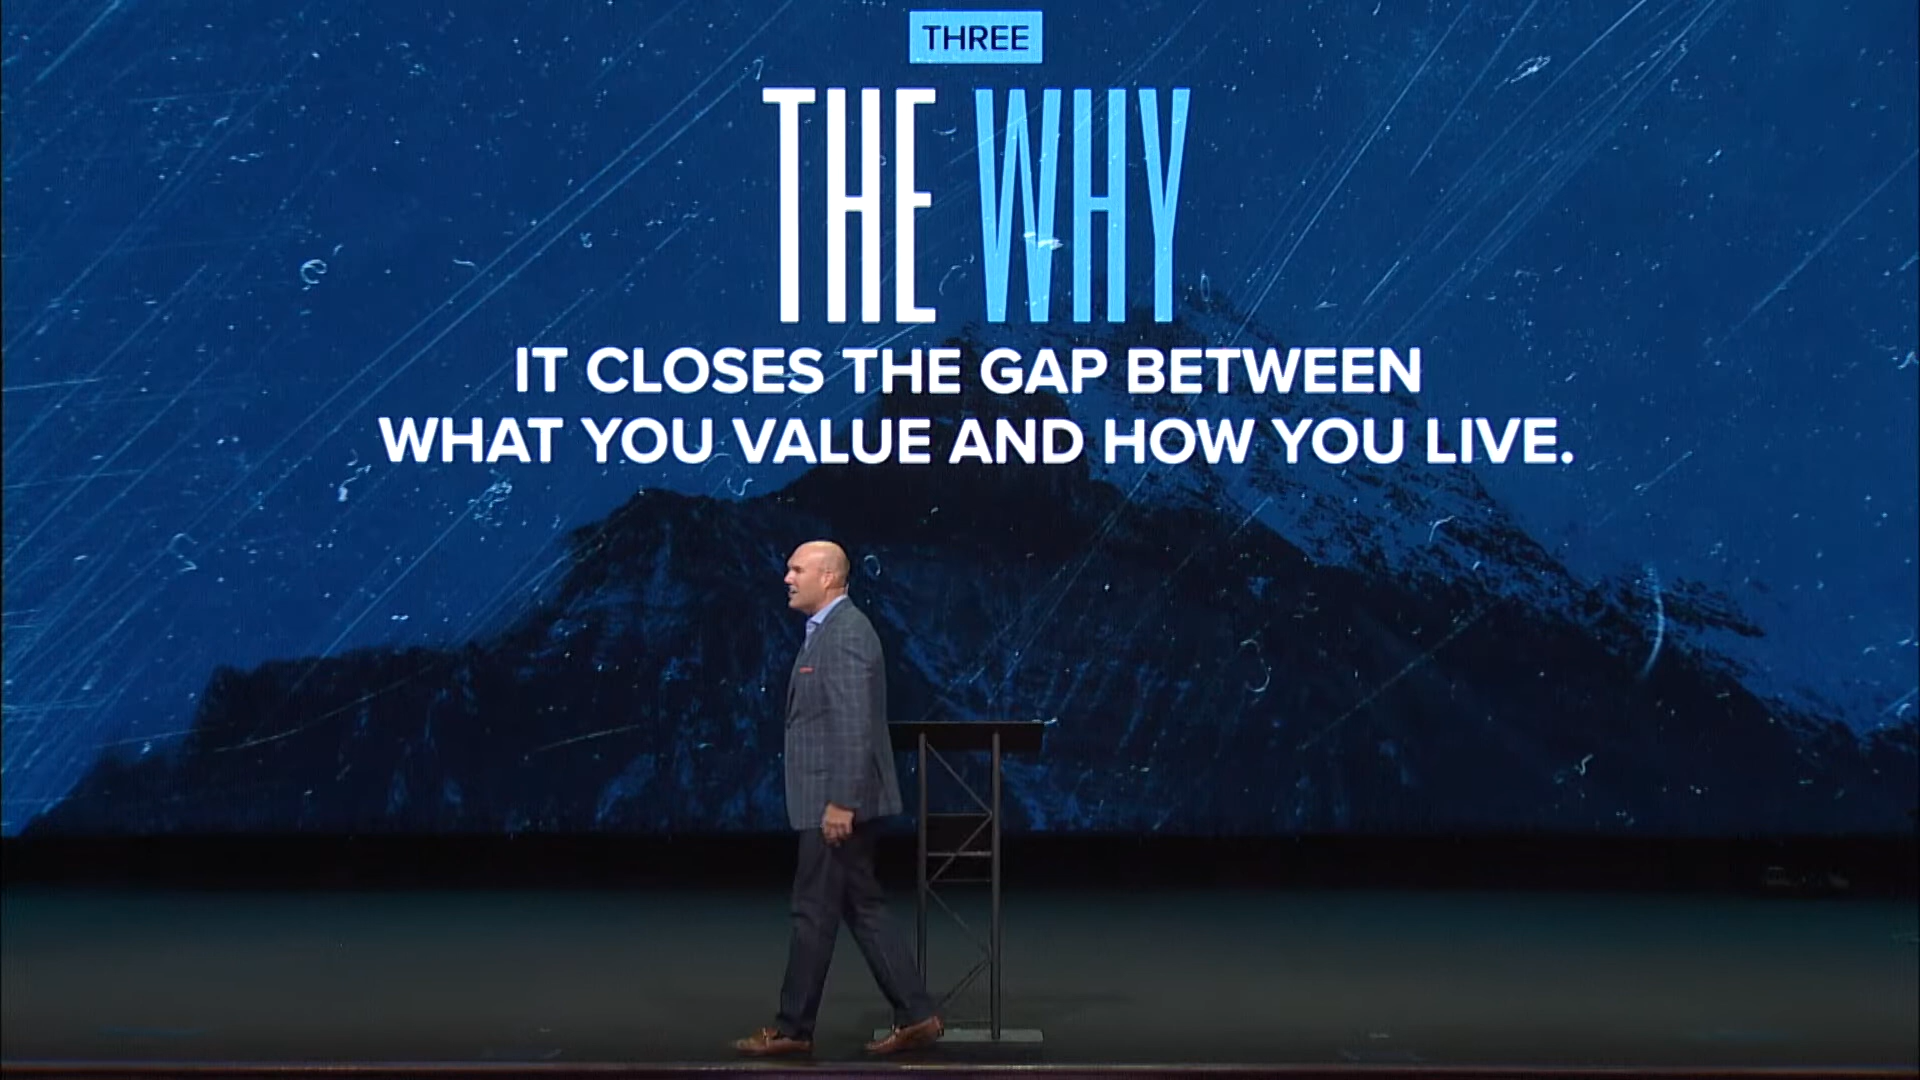 THREE
THE WHY
IT CLOSES THE GAP BETWEEN
WHAT YOU VALUE AND HOW YOU LIVE.